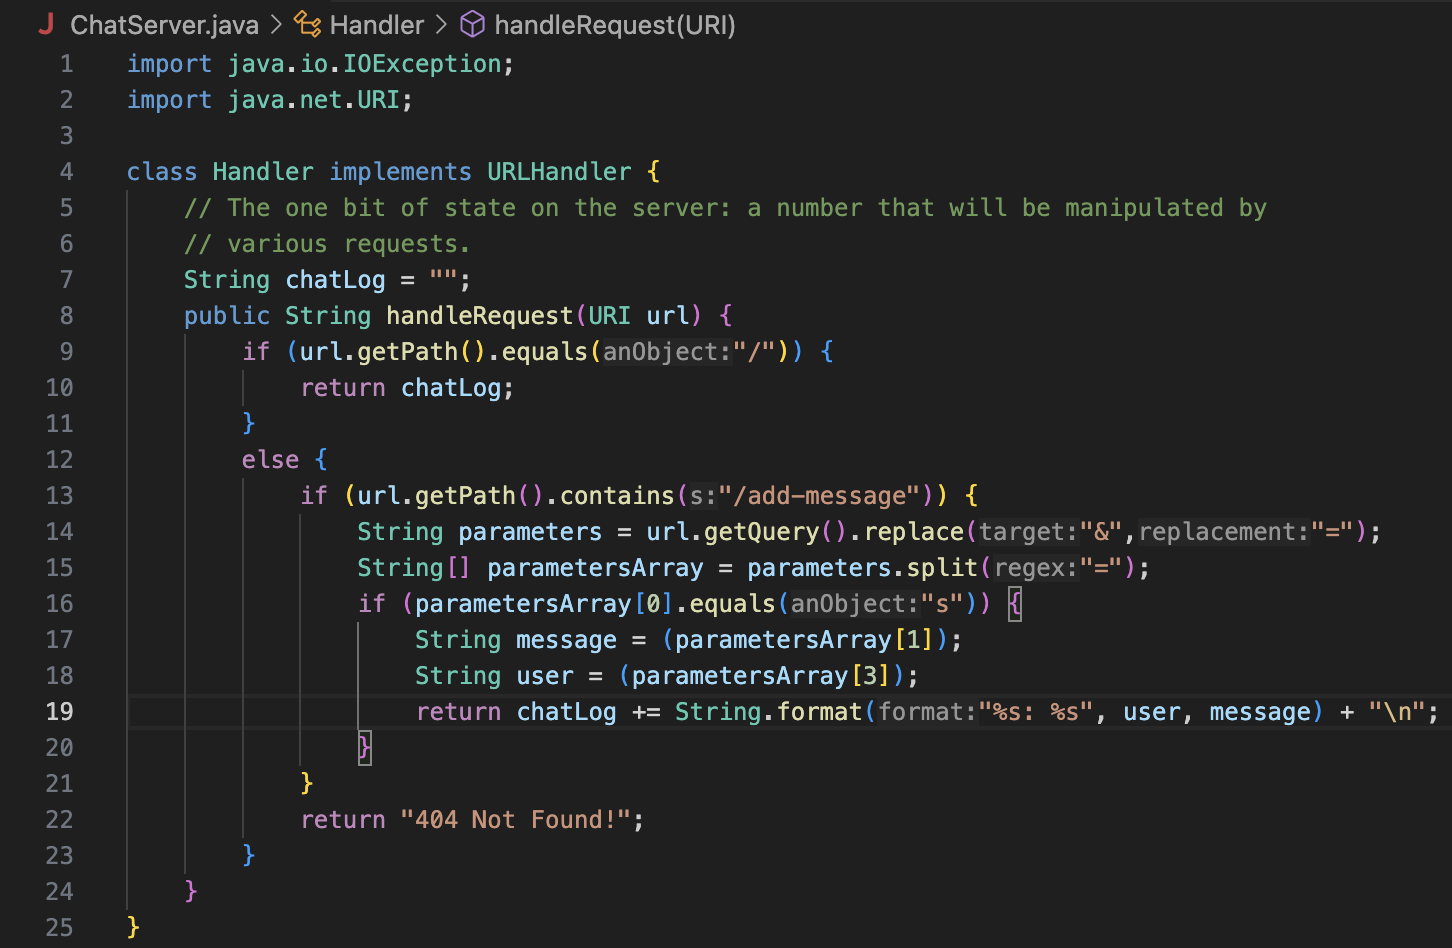 J ChatServer.java > Handler > handleRequest(URI)
1 import java.io.IOException;
2 import java.net.URI;
3
4 class Handler implements URLHandler {
5 // The one bit of state on the server: a number that will be manipulated by
6 // various requests.
7 String chatLog = "";
8 public String handleRequest(URI url) {
9 if (url.getPath().equals(anObject:"/")) {
10 return chatLog;
11 }
12 else {
13 if (url.getPath().contains(s:"/add-message")) {
14 String parameters = url.getQuery().replace(target:"&",replacement:"=");
15 String[] parametersArray = parameters.split(regex:"=");
16 if (parametersArray[0].equals(anObject:"s")) {
17 String message = (parametersArray[1]);
18 String user = (parametersArray[3]);
19 return chatLog += String.format(format:"%s: %s", user, message) + "\n";
20 }
21 }
22 return "404 Not Found!";
23 }
24 }
25 }